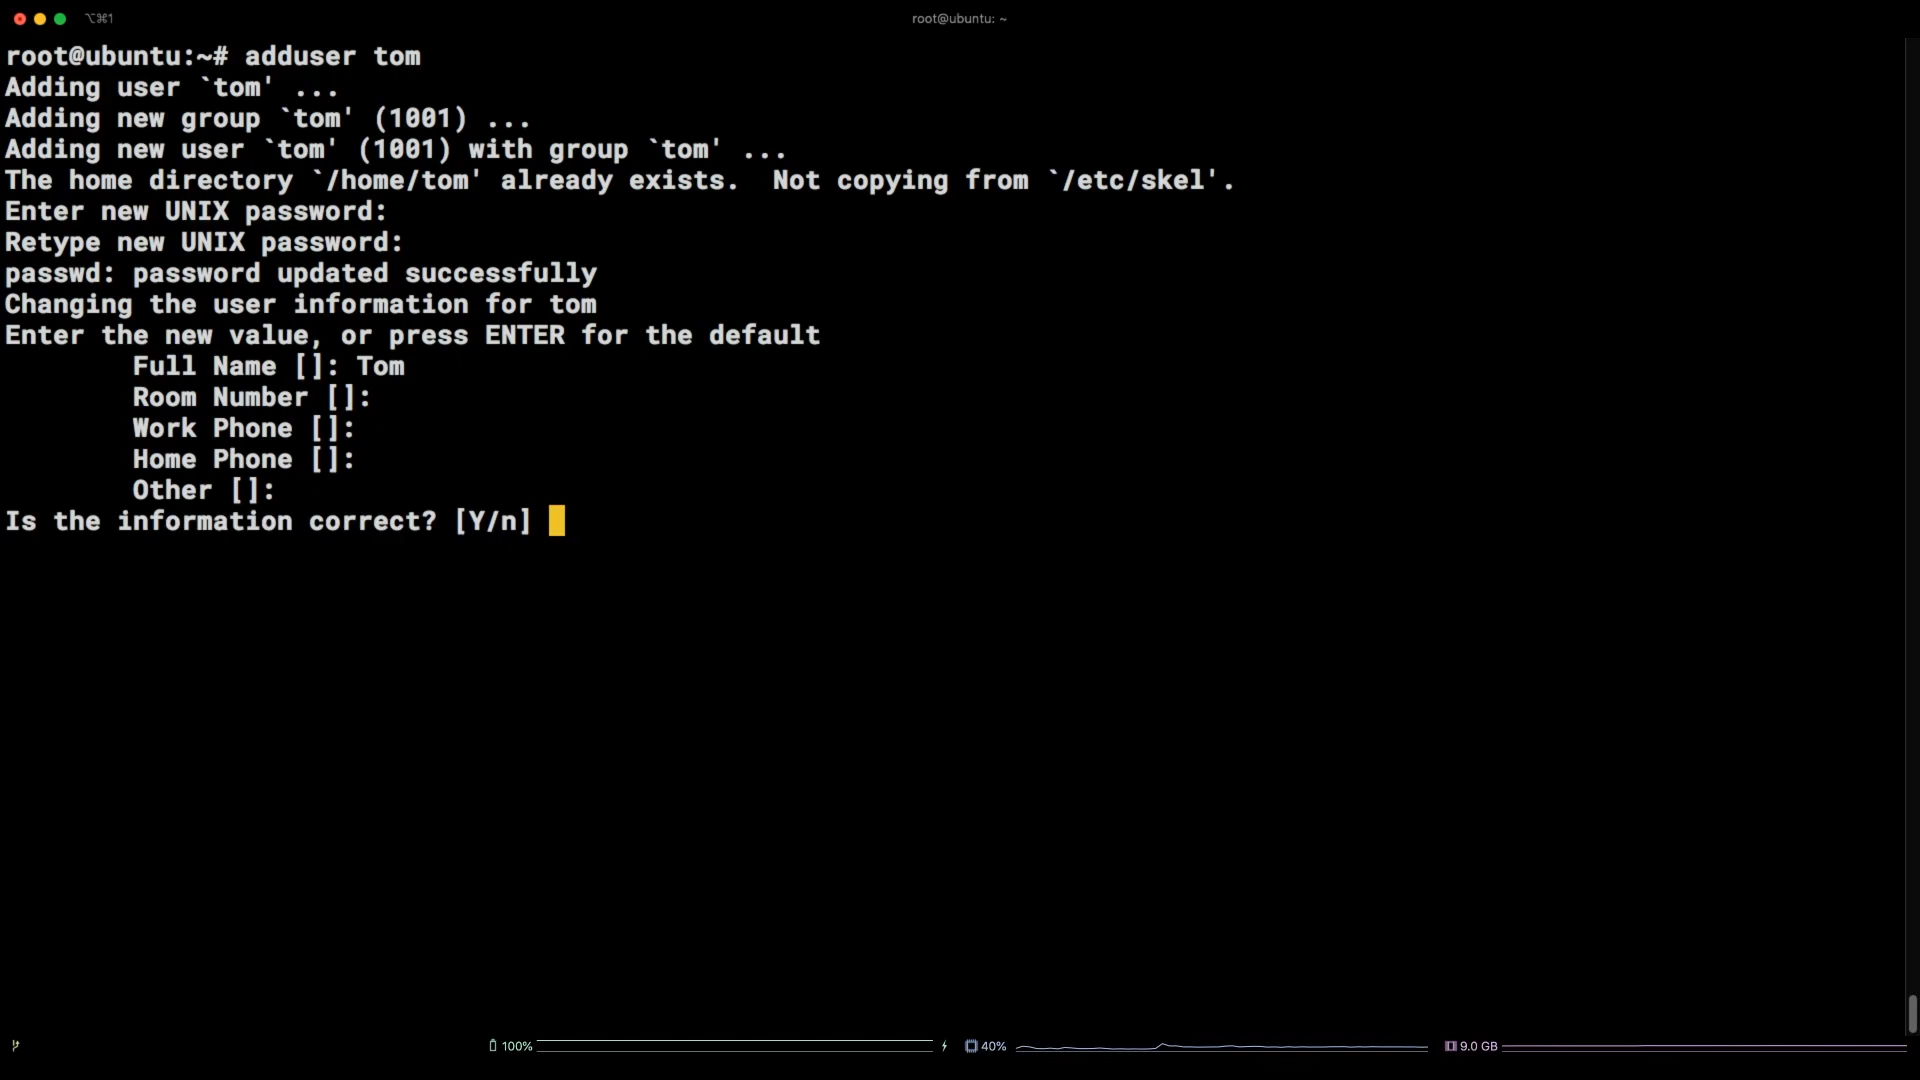 ⌥⌘1
root@ubuntu: ~
root@ubuntu:~# adduser tom
Adding user `tom' ...
Adding new group `tom' (1001) ...
Adding new user `tom' (1001) with group `tom' ...
The home directory `/home/tom' already exists.  Not copying from `/etc/skel'.
Enter new UNIX password:
Retype new UNIX password:
passwd: password updated successfully
Changing the user information for tom
Enter the new value, or press ENTER for the default
        Full Name []: Tom
        Room Number []:
        Work Phone []:
        Home Phone []:
        Other []:
Is the information correct? [Y/n]
100% 40% 9.0 GB